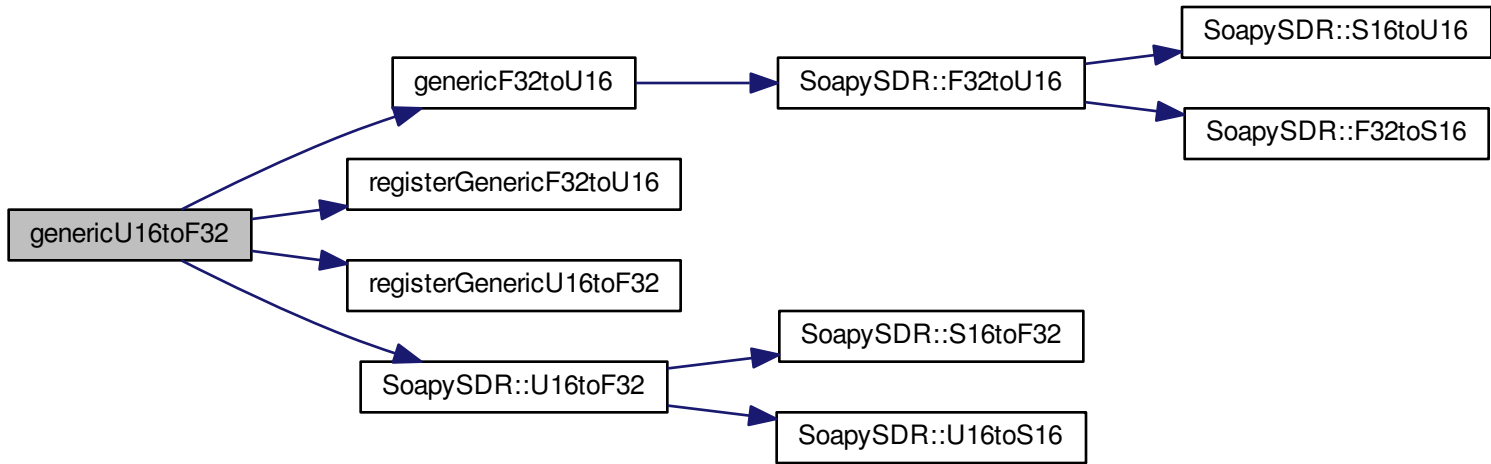 SoapySDR::S16toU16
genericF32toU16
SoapySDR::F32toU16
SoapySDR::F32toS16
registerGenericF32toU16
genericU16toF32
registerGenericU16toF32
SoapySDR::S16toF32
SoapySDR::U16toF32
SoapySDR::U16toS16